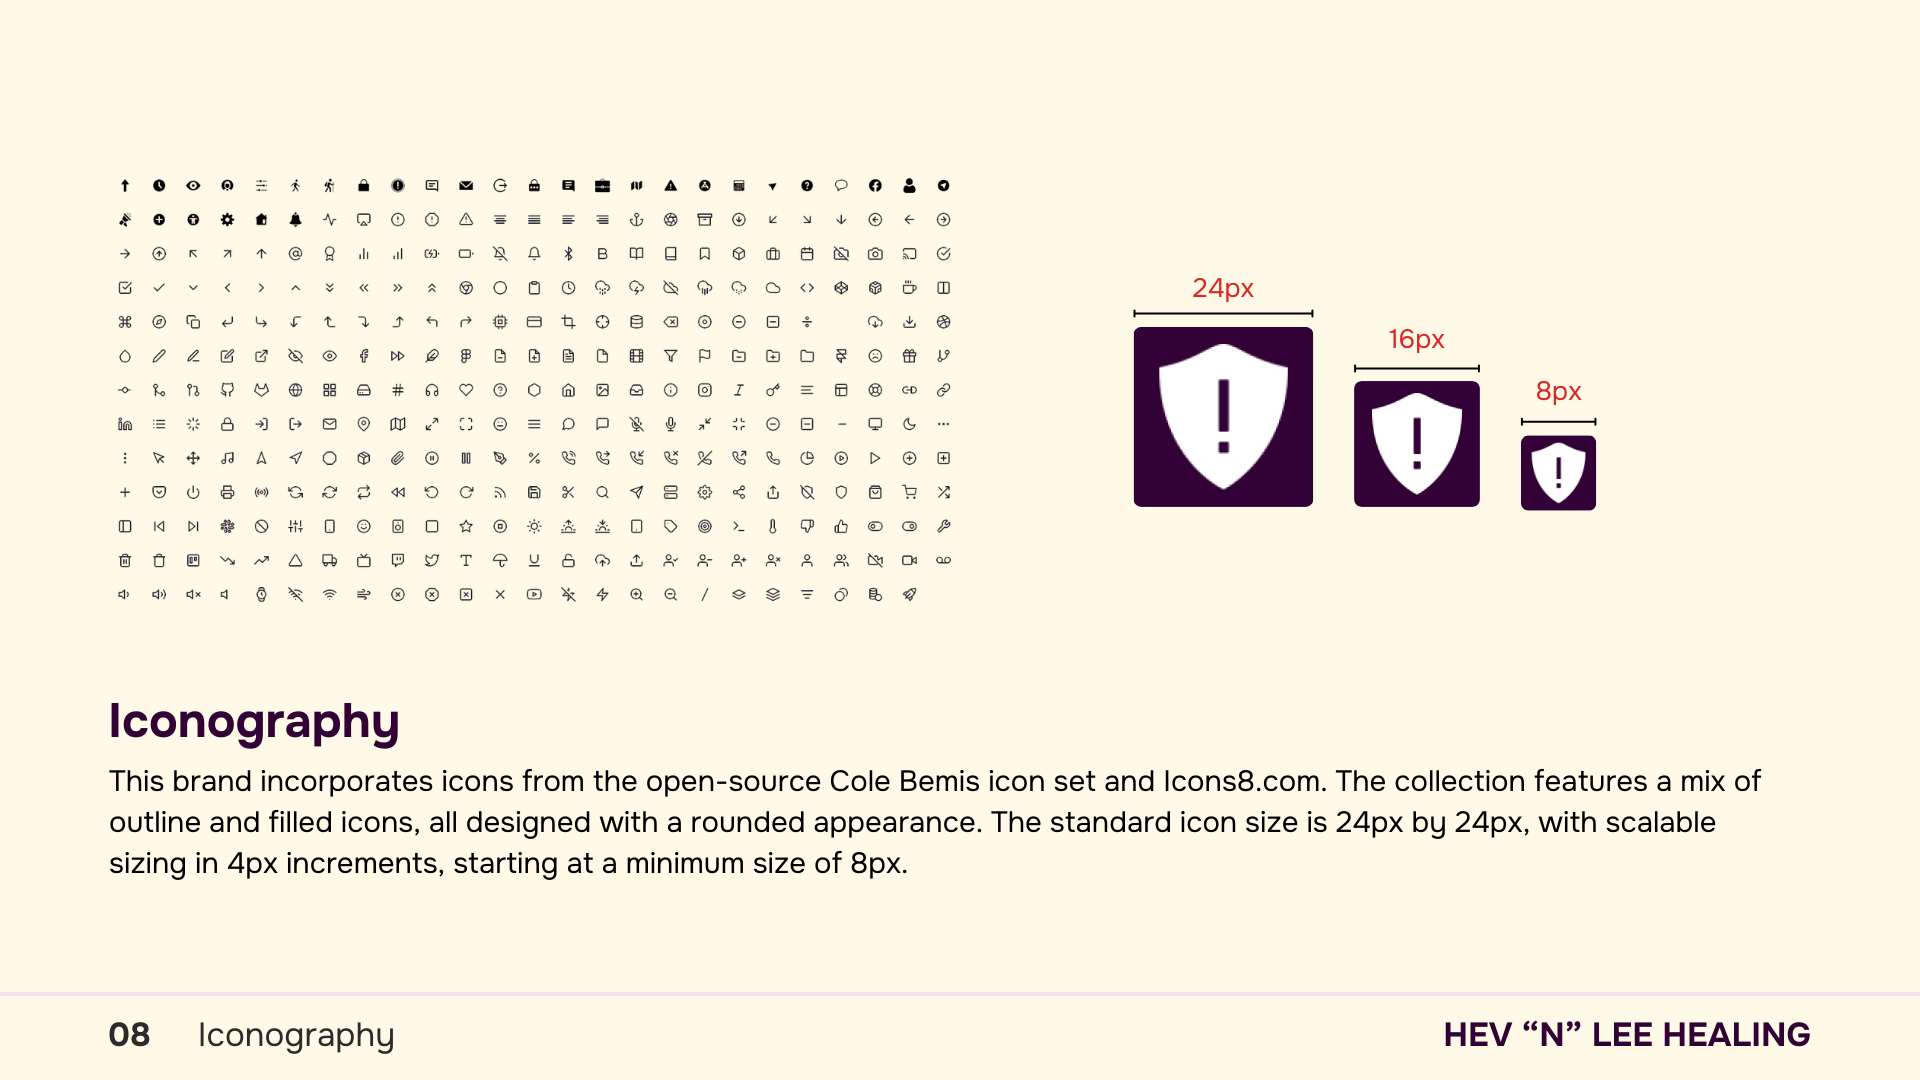 24px
16px
8px
Iconography
This brand incorporates icons from the open-source Cole Bemis icon set and Icons8.com. The collection features a mix of
outline and filled icons, all designed with a rounded appearance. The standard icon size is 24px by 24px, with scalable
sizing in 4px increments, starting at a minimum size of 8px.
08 Iconography
HEV “N” LEE HEALING